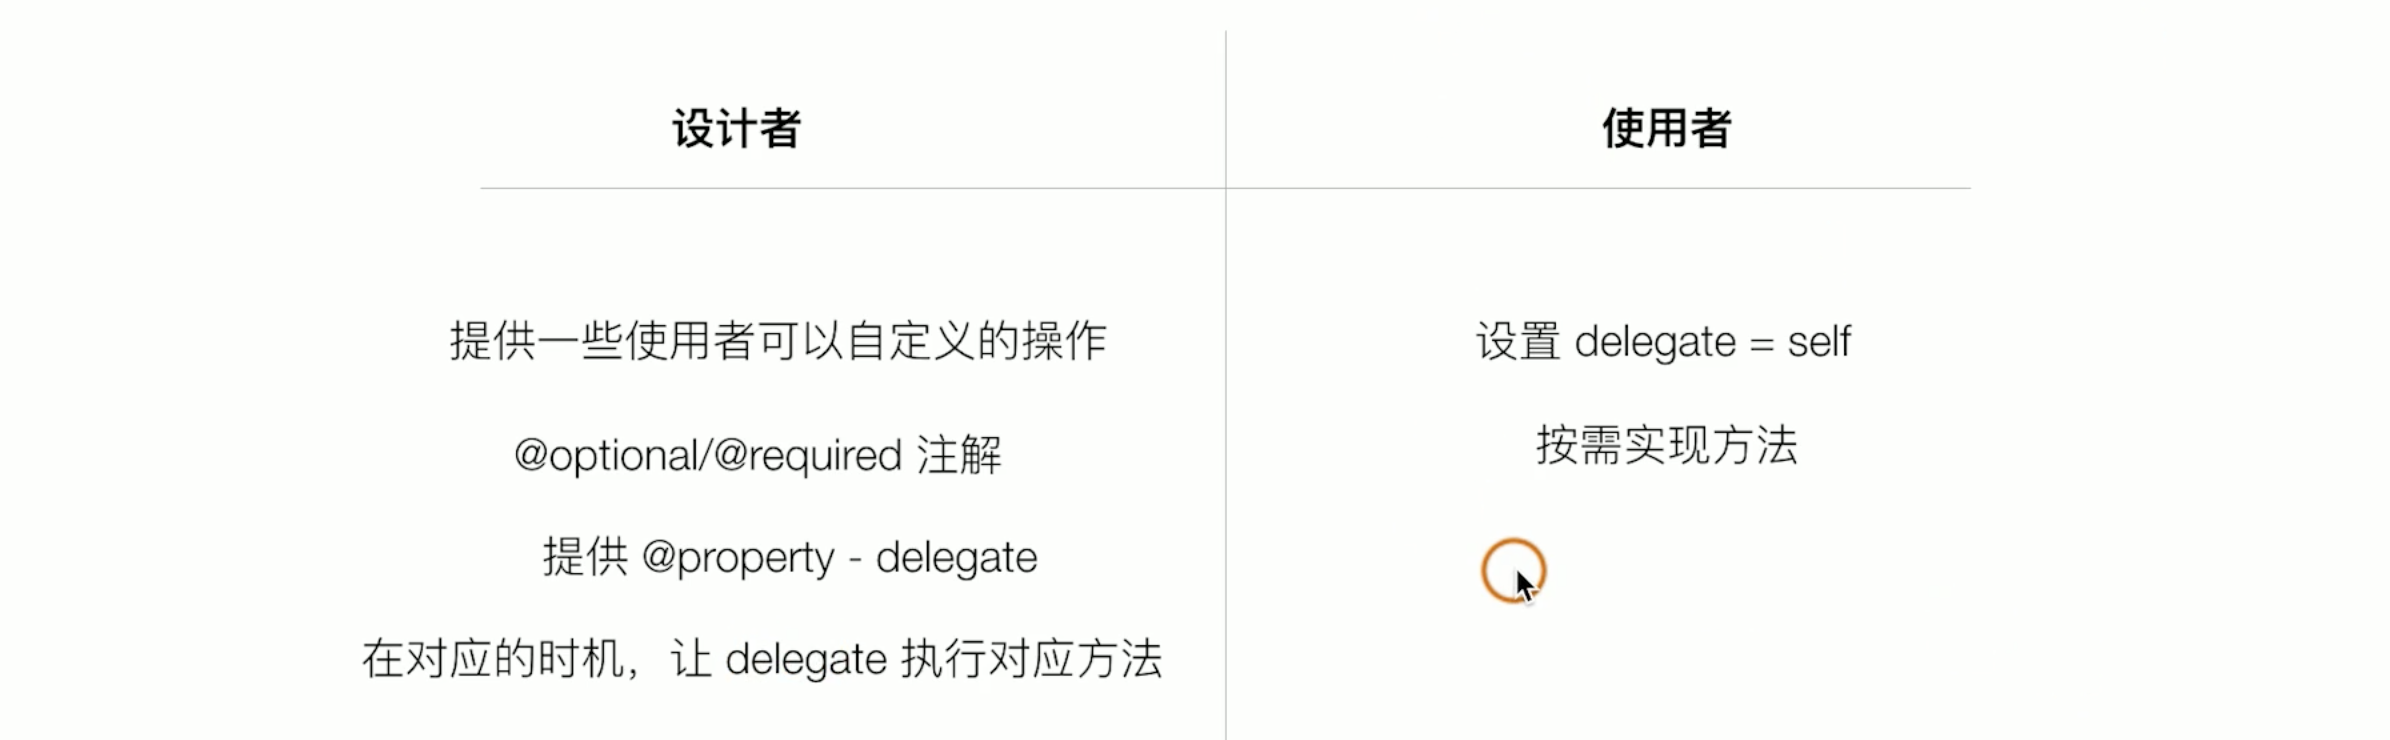 设计者
使用者
提供一些使用者可以自定义的操作
@optional/@required 注解
提供 @property - delegate
在对应的时机，让 delegate 执行对应方法
设置 delegate = self
按需实现方法